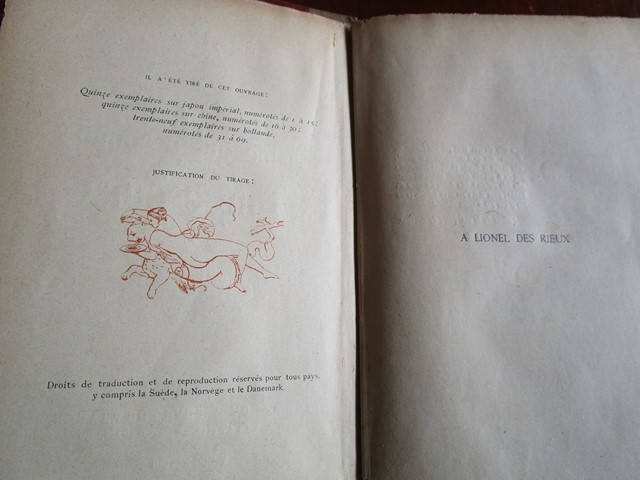 IL A ÉTÉ TIRÉ DE CET OUVRAGE :
Quinze exemplaires sur japon impérial, numérotés de 1 à 15;
quinze exemplaires sur chine, numérotés de 16 à 30;
trente-neuf exemplaires sur hollande,
numérotés de 31 à 69.
JUSTIFICATION DU TIRAGE :
Droits de traduction et de reproduction réservés pour tous pays,
y compris la Suède, la Norvège et le Danemark.
A LIONEL DES RIEUX